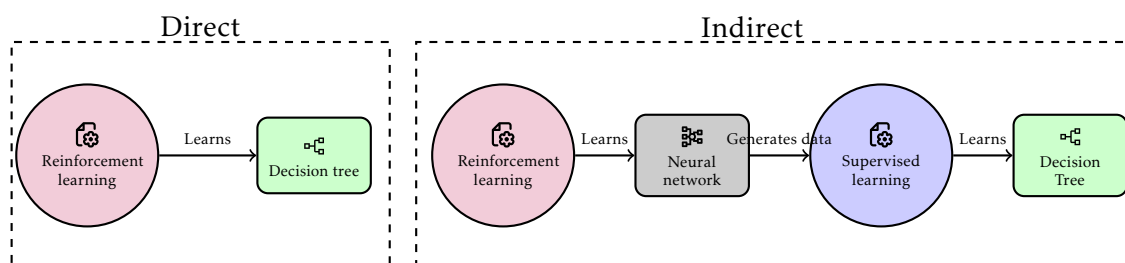 Direct
Indirect
Reinforcement
learning
Learns
Decision tree
Reinforcement
learning
Learns
Neural
network
Generates data
Supervised
learning
Learns
Decision
Tree